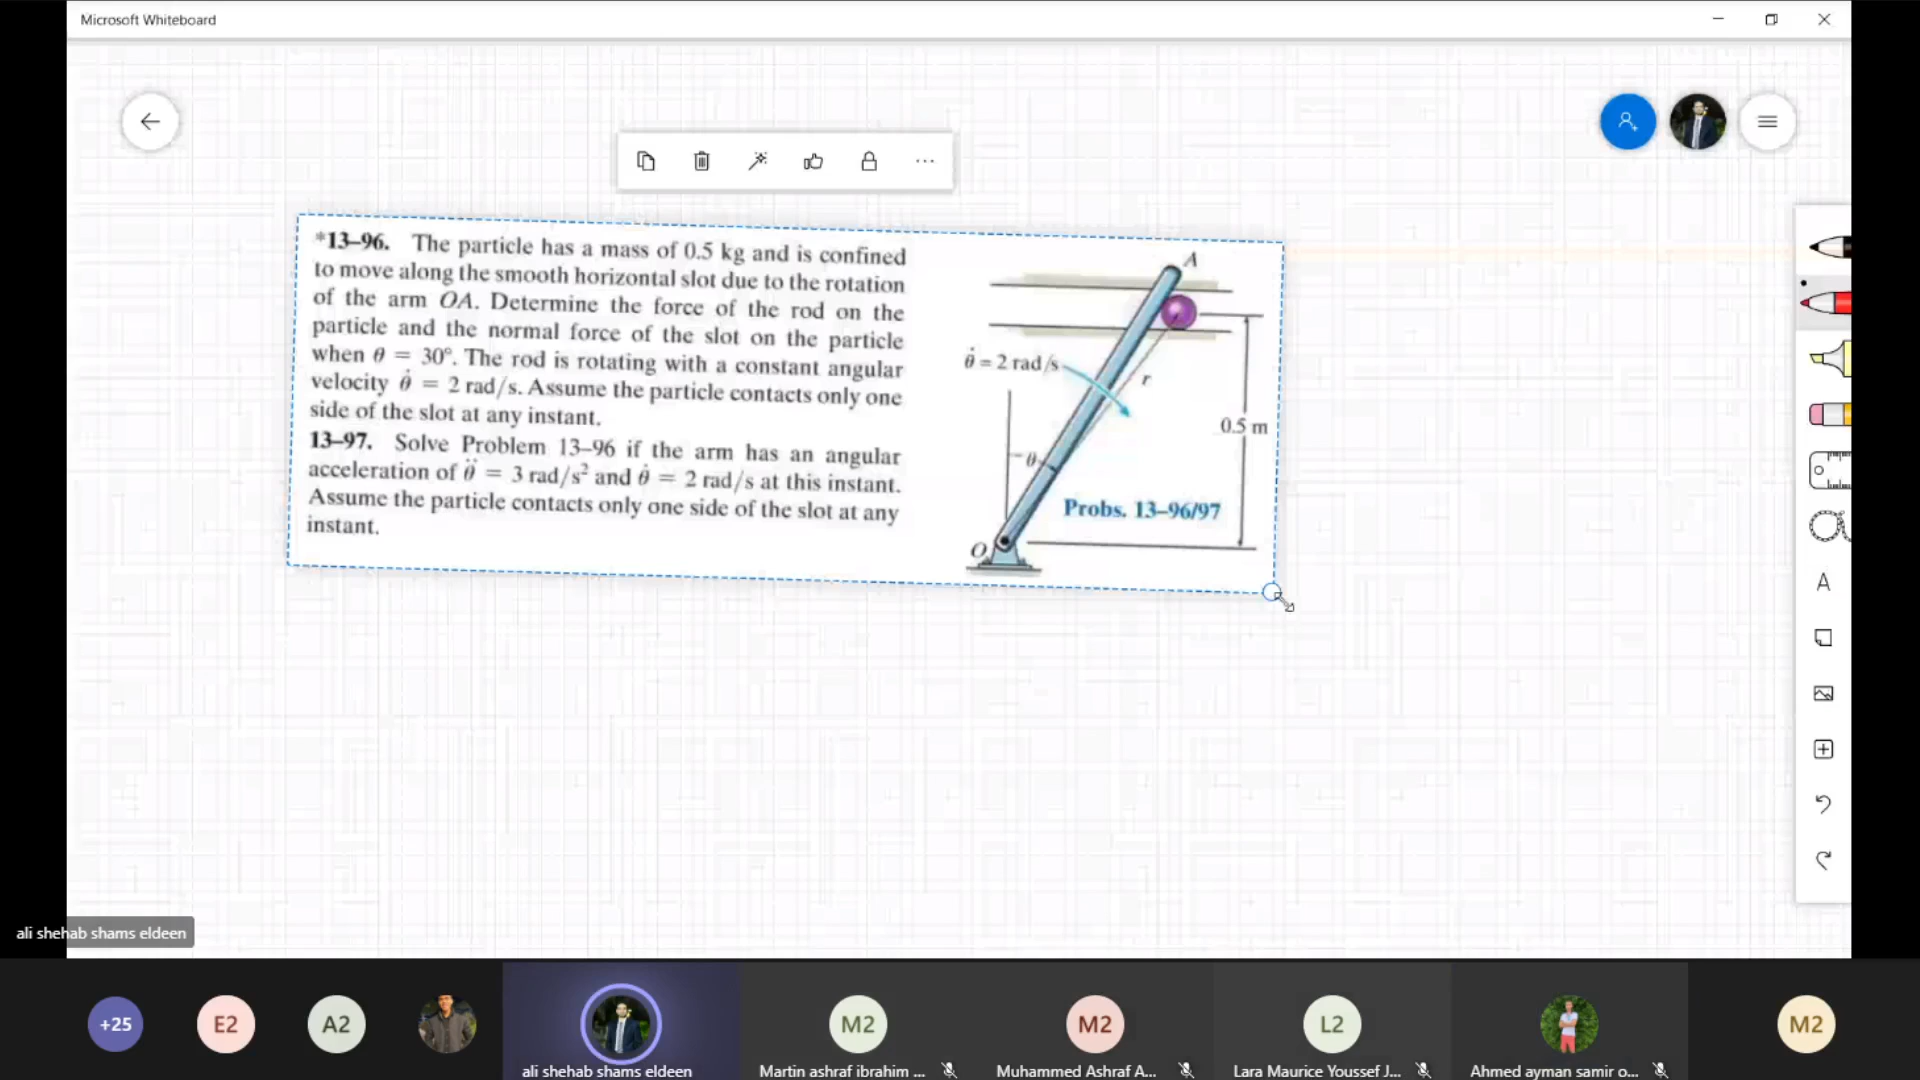 Microsoft Whiteboard
*13–96. The particle has a mass of 0.5 kg and is confined
to move along the smooth horizontal slot due to the rotation
of the arm OA. Determine the force of the rod on the
particle and the normal force of the slot on the particle
when θ = 30°. The rod is rotating with a constant angular
velocity θ̇ = 2 rad/s. Assume the particle contacts only one
side of the slot at any instant.
13–97. Solve Problem 13–96 if the arm has an angular
acceleration of θ̈ = 3 rad/s² and θ̇ = 2 rad/s at this instant.
Assume the particle contacts only one side of the slot at any
instant.
A
θ̇ = 2 rad/s
r
0.5 m
θ
Probs. 13–96/97
O
A
ali shehab shams eldeen
+25
E2
A2
ali shehab shams eldeen
M2
Martin ashraf ibrahim ...
M2
Muhammed Ashraf A...
L2
Lara Maurice Youssef J...
Ahmed ayman samir o...
M2